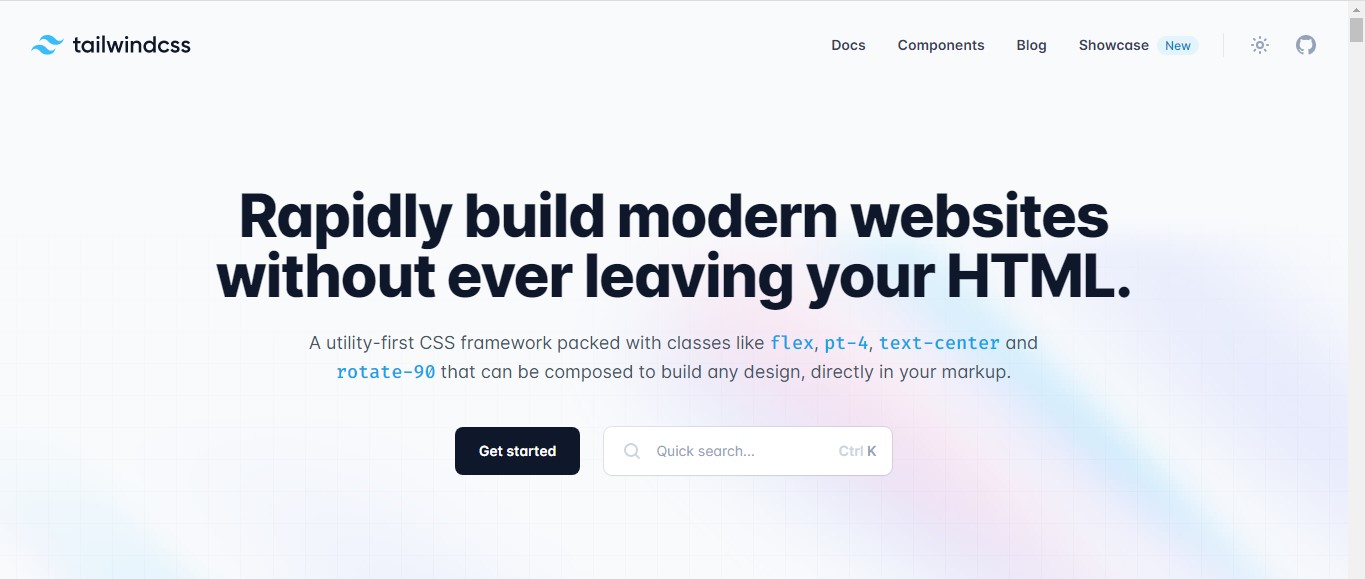 tailwindcss
Docs Components Blog Showcase New
Rapidly build modern websites
without ever leaving your HTML.
A utility-first CSS framework packed with classes like flex, pt-4, text-center and
rotate-90 that can be composed to build any design, directly in your markup.
Get started
Quick search... Ctrl K